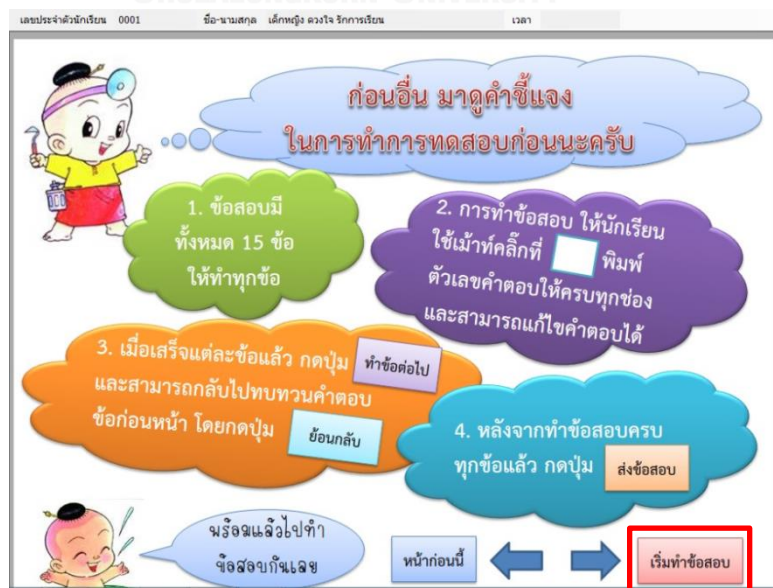 เลขประจำตัวนักเรียน 0001 ชื่อ-นามสกุล เด็กหญิง ดวงใจ รักการเรียน เวลา
ก่อนอื่น มาดูคำชี้แจง
ในการทำการทดสอบก่อนนะครับ
1. ข้อสอบมี
ทั้งหมด 15 ข้อ
ให้ทำทุกข้อ
2. การทำข้อสอบ ให้นักเรียน
ใช้เม้าท์คลิ๊กที่ พิมพ์
ตัวเลขคำตอบให้ครบทุกช่อง
และสามารถแก้ไขคำตอบได้
3. เมื่อเสร็จแต่ละข้อแล้ว กดปุ่ม ทำข้อต่อไป
และสามารถกลับไปทบทวนคำตอบ
ข้อก่อนหน้า โดยกดปุ่ม ย้อนกลับ
4. หลังจากทำข้อสอบครบ
ทุกข้อแล้ว กดปุ่ม ส่งข้อสอบ
พร้อมแล้วไปทำ
ข้อสอบกันเลย
หน้าก่อนนี้ เริ่มทำข้อสอบ